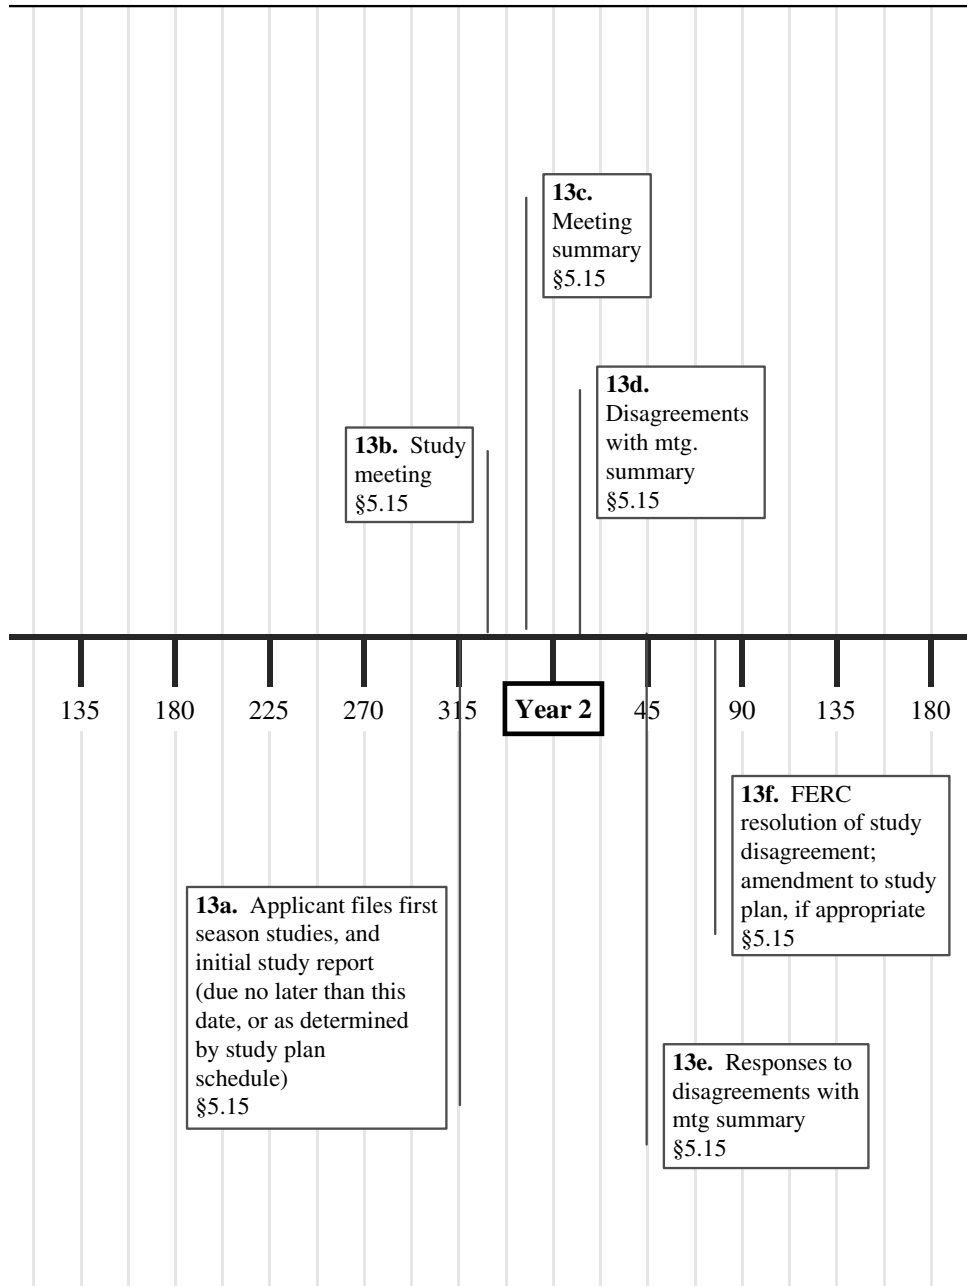 13c.
Meeting
summary
§5.15
13d.
Disagreements
with mtg.
summary
§5.15
13b. Study
meeting
§5.15
135 180 225 270 315 Year 2 45 90 135 180
13f. FERC
resolution of study
disagreement;
amendment to study
plan, if appropriate
§5.15
13a. Applicant files first
season studies, and
initial study report
(due no later than this
date, or as determined
by study plan
schedule)
§5.15
13e. Responses to
disagreements with
mtg summary
§5.15